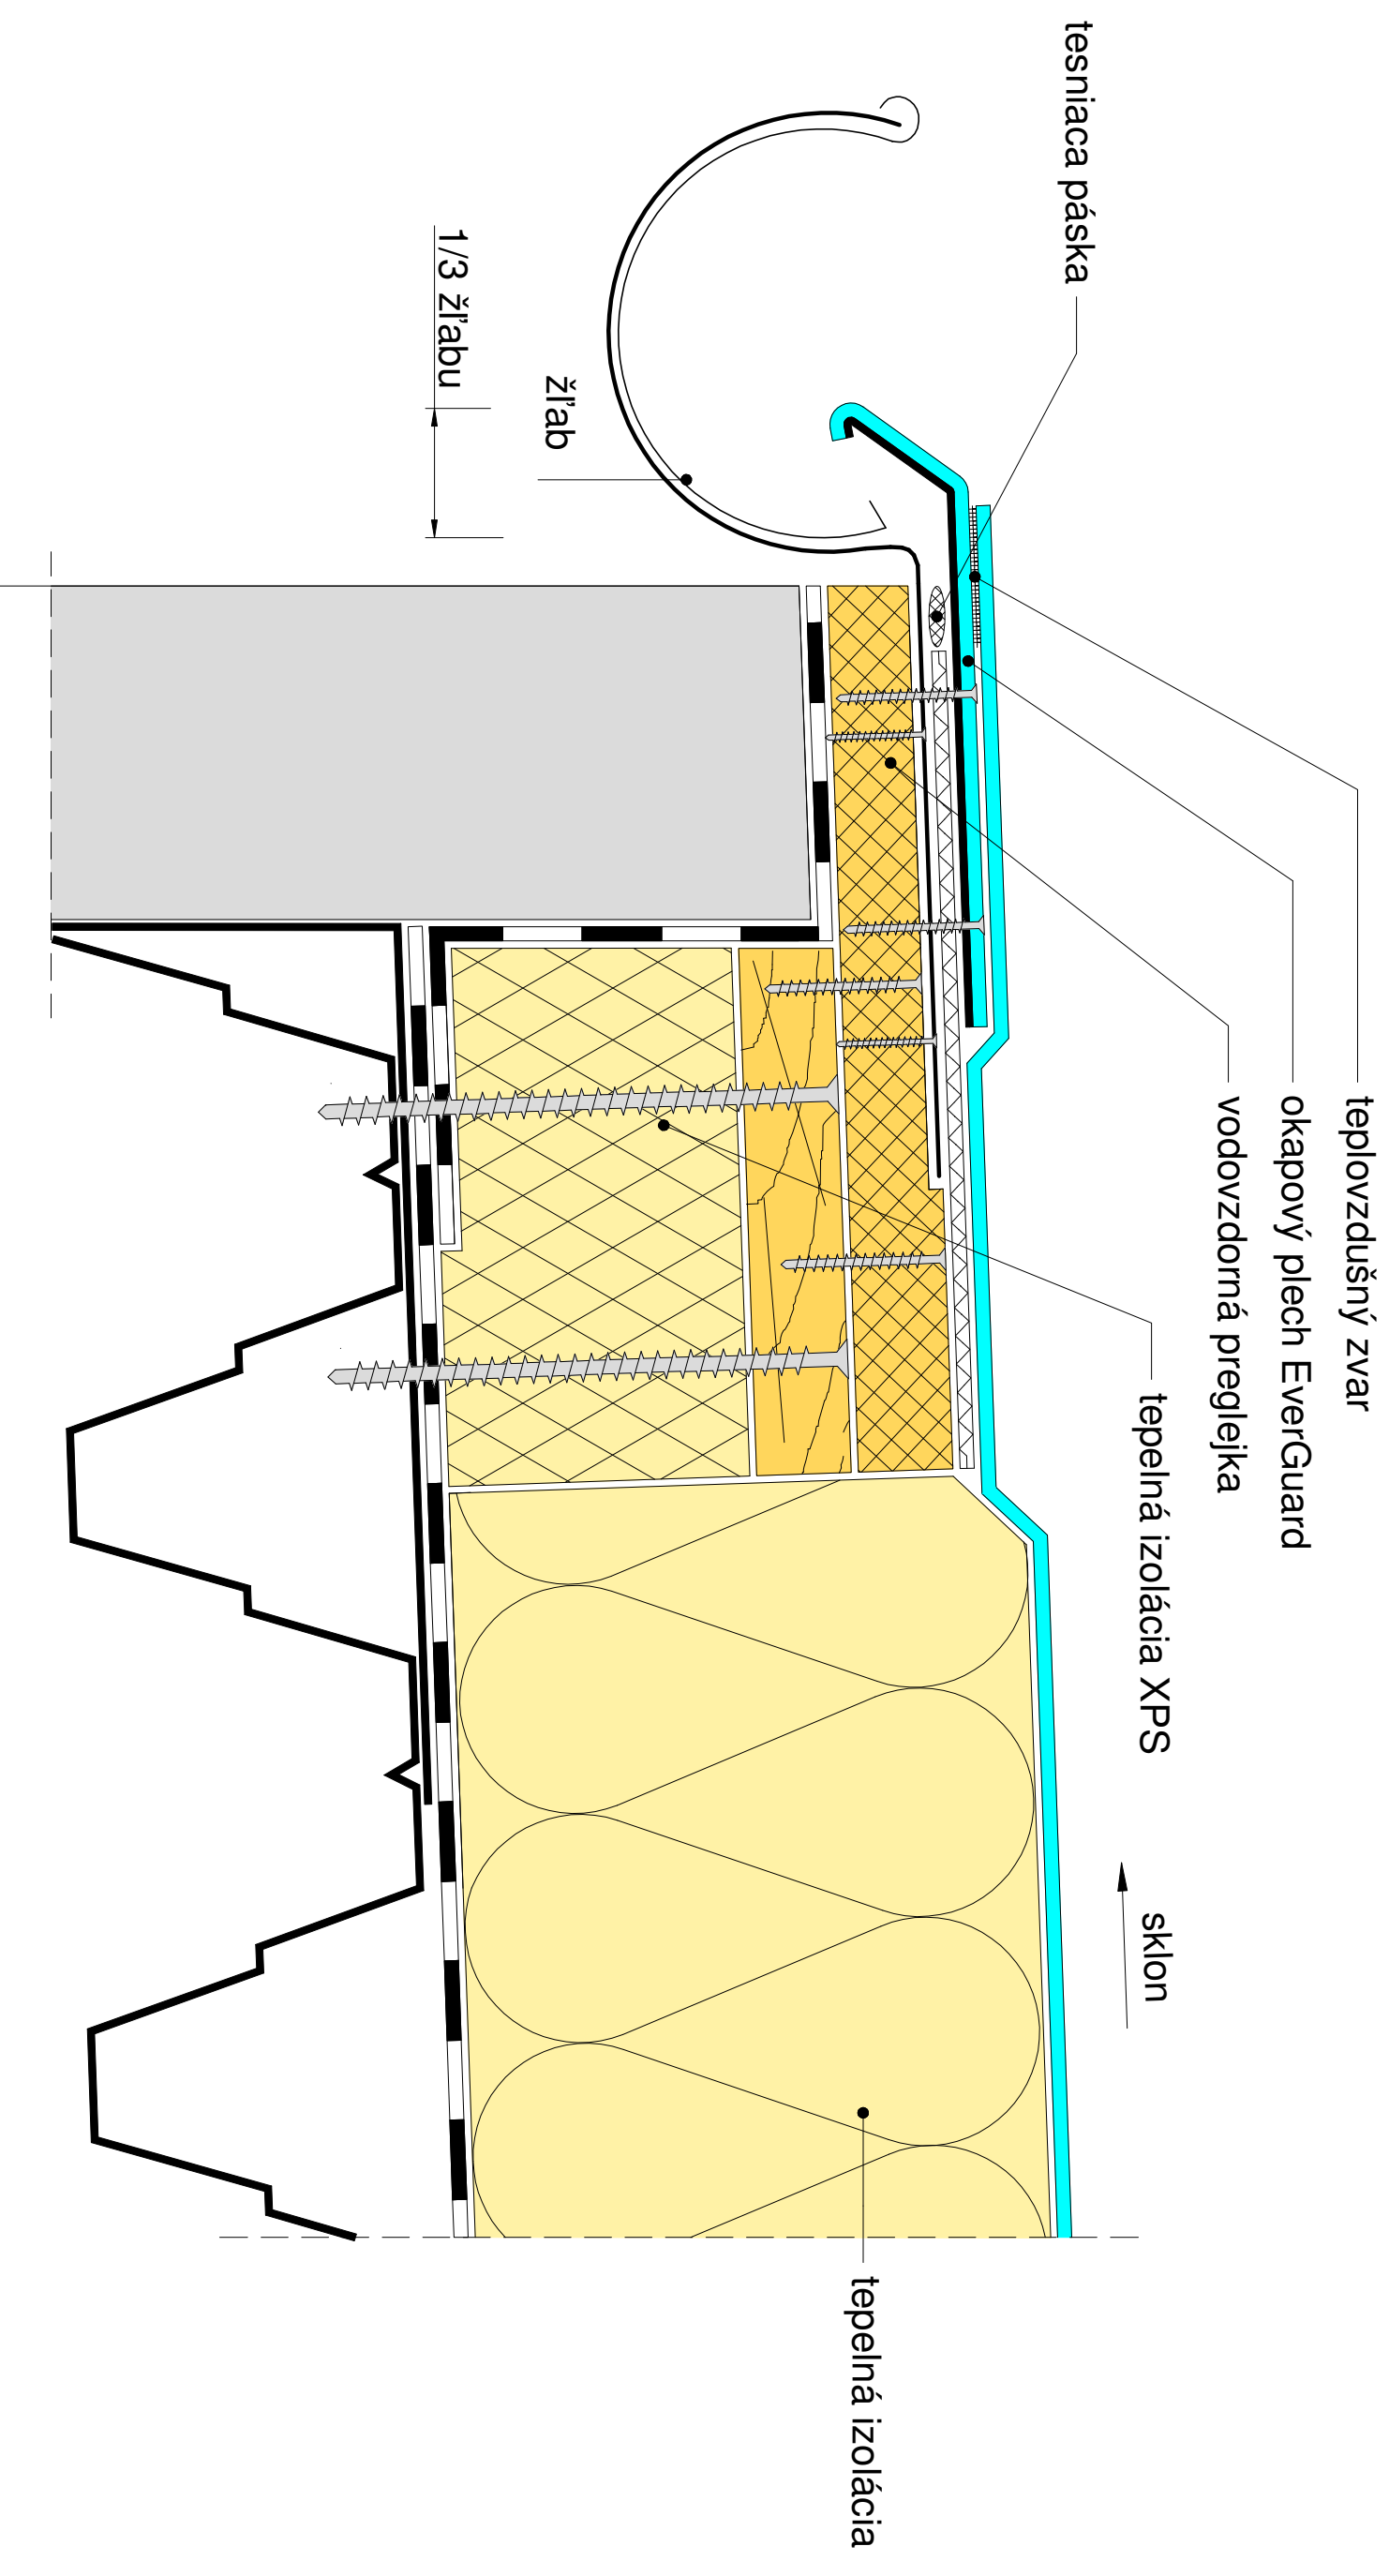 teplovzdušný zvar
okapový plech EverGuard
vodovzdorná preglejka
tepelná izolácia XPS
sklon
tesniaca páska
tepelná izolácia
žľab
1/3 žľabu